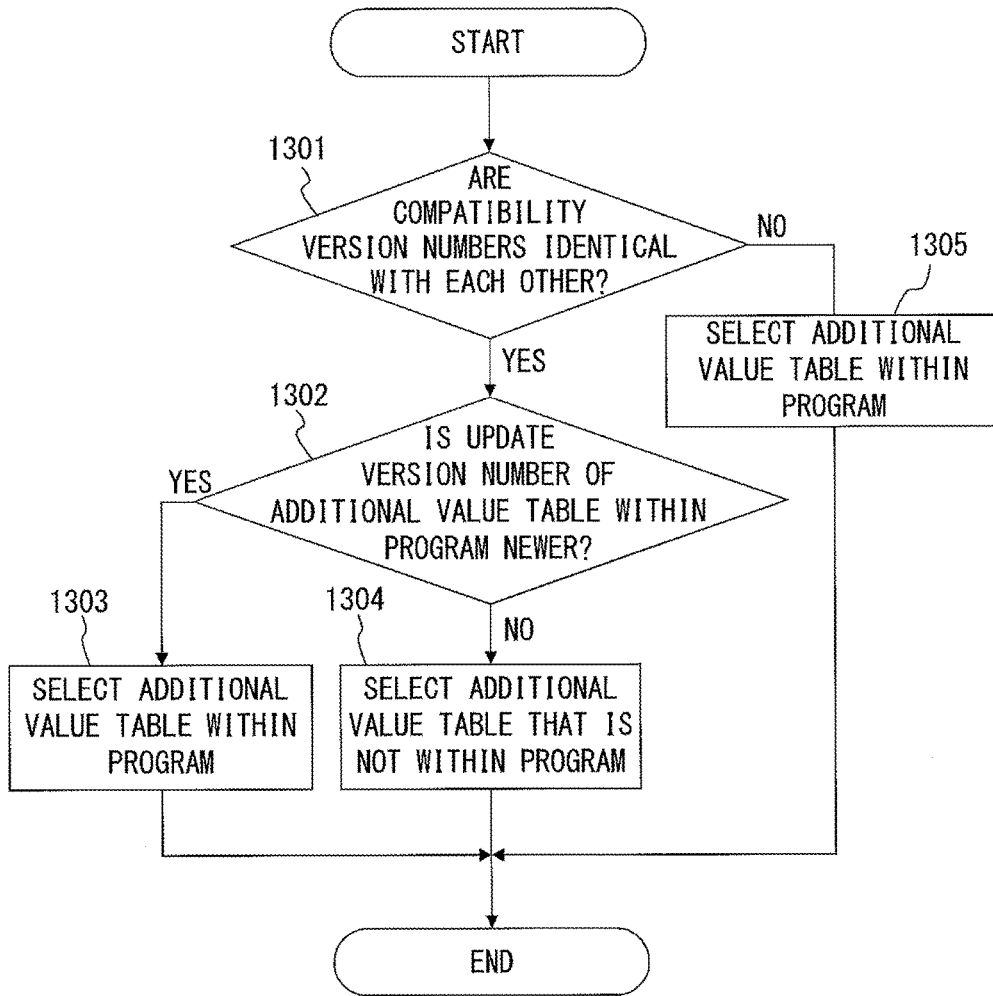 START
1301
ARE
COMPATIBILITY
VERSION NUMBERS IDENTICAL
WITH EACH OTHER?
NO
1305
SELECT ADDITIONAL
VALUE TABLE WITHIN
PROGRAM
YES
1302
IS UPDATE
VERSION NUMBER OF
ADDITIONAL VALUE TABLE WITHIN
PROGRAM NEWER?
YES
1303
SELECT ADDITIONAL
VALUE TABLE WITHIN
PROGRAM
1304
NO
SELECT ADDITIONAL
VALUE TABLE THAT IS
NOT WITHIN PROGRAM
END